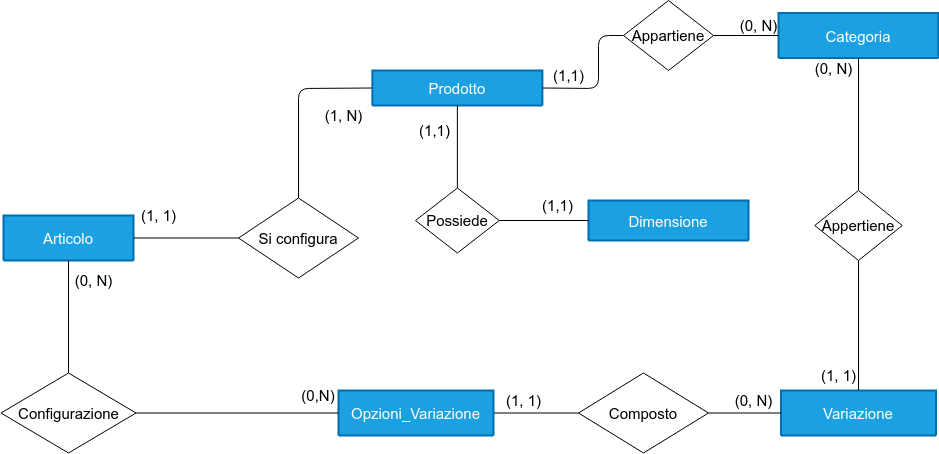 Appartiene
(0, N)
Categoria
(0, N)
Prodotto
(1,1)
(1, N)
(1,1)
Articolo
(1, 1)
Si configura
Possiede
(1,1)
Dimensione
Appertiene
(0, N)
(1, 1)
Configurazione
(0,N)
Opzioni_Variazione
(1, 1)
Composto
(0, N)
Variazione